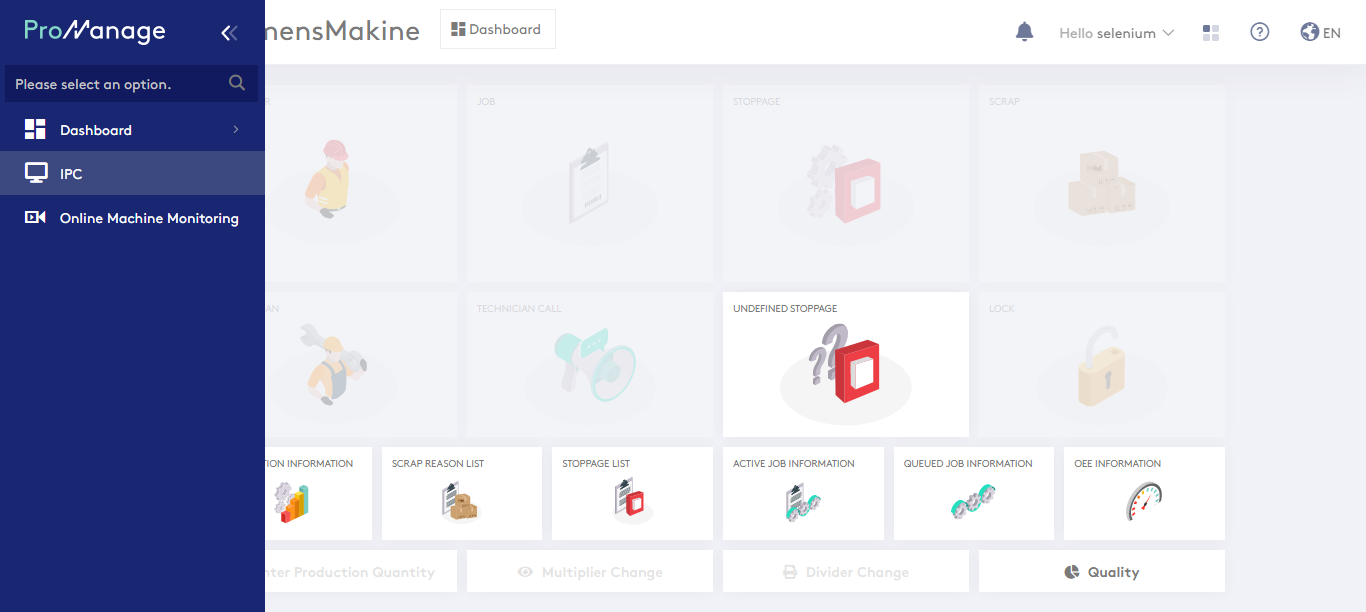 ProManage
mensMakine
Dashboard
Hello selenium
EN
Please select an option.
Dashboard
IPC
Online Machine Monitoring
JOB
STOPPAGE
SCRAP
TECHNICIAN CALL
UNDEFINED STOPPAGE
LOCK
TION INFORMATION
SCRAP REASON LIST
STOPPAGE LIST
ACTIVE JOB INFORMATION
QUEUED JOB INFORMATION
OEE INFORMATION
nter Production Quantity
Multiplier Change
Divider Change
Quality